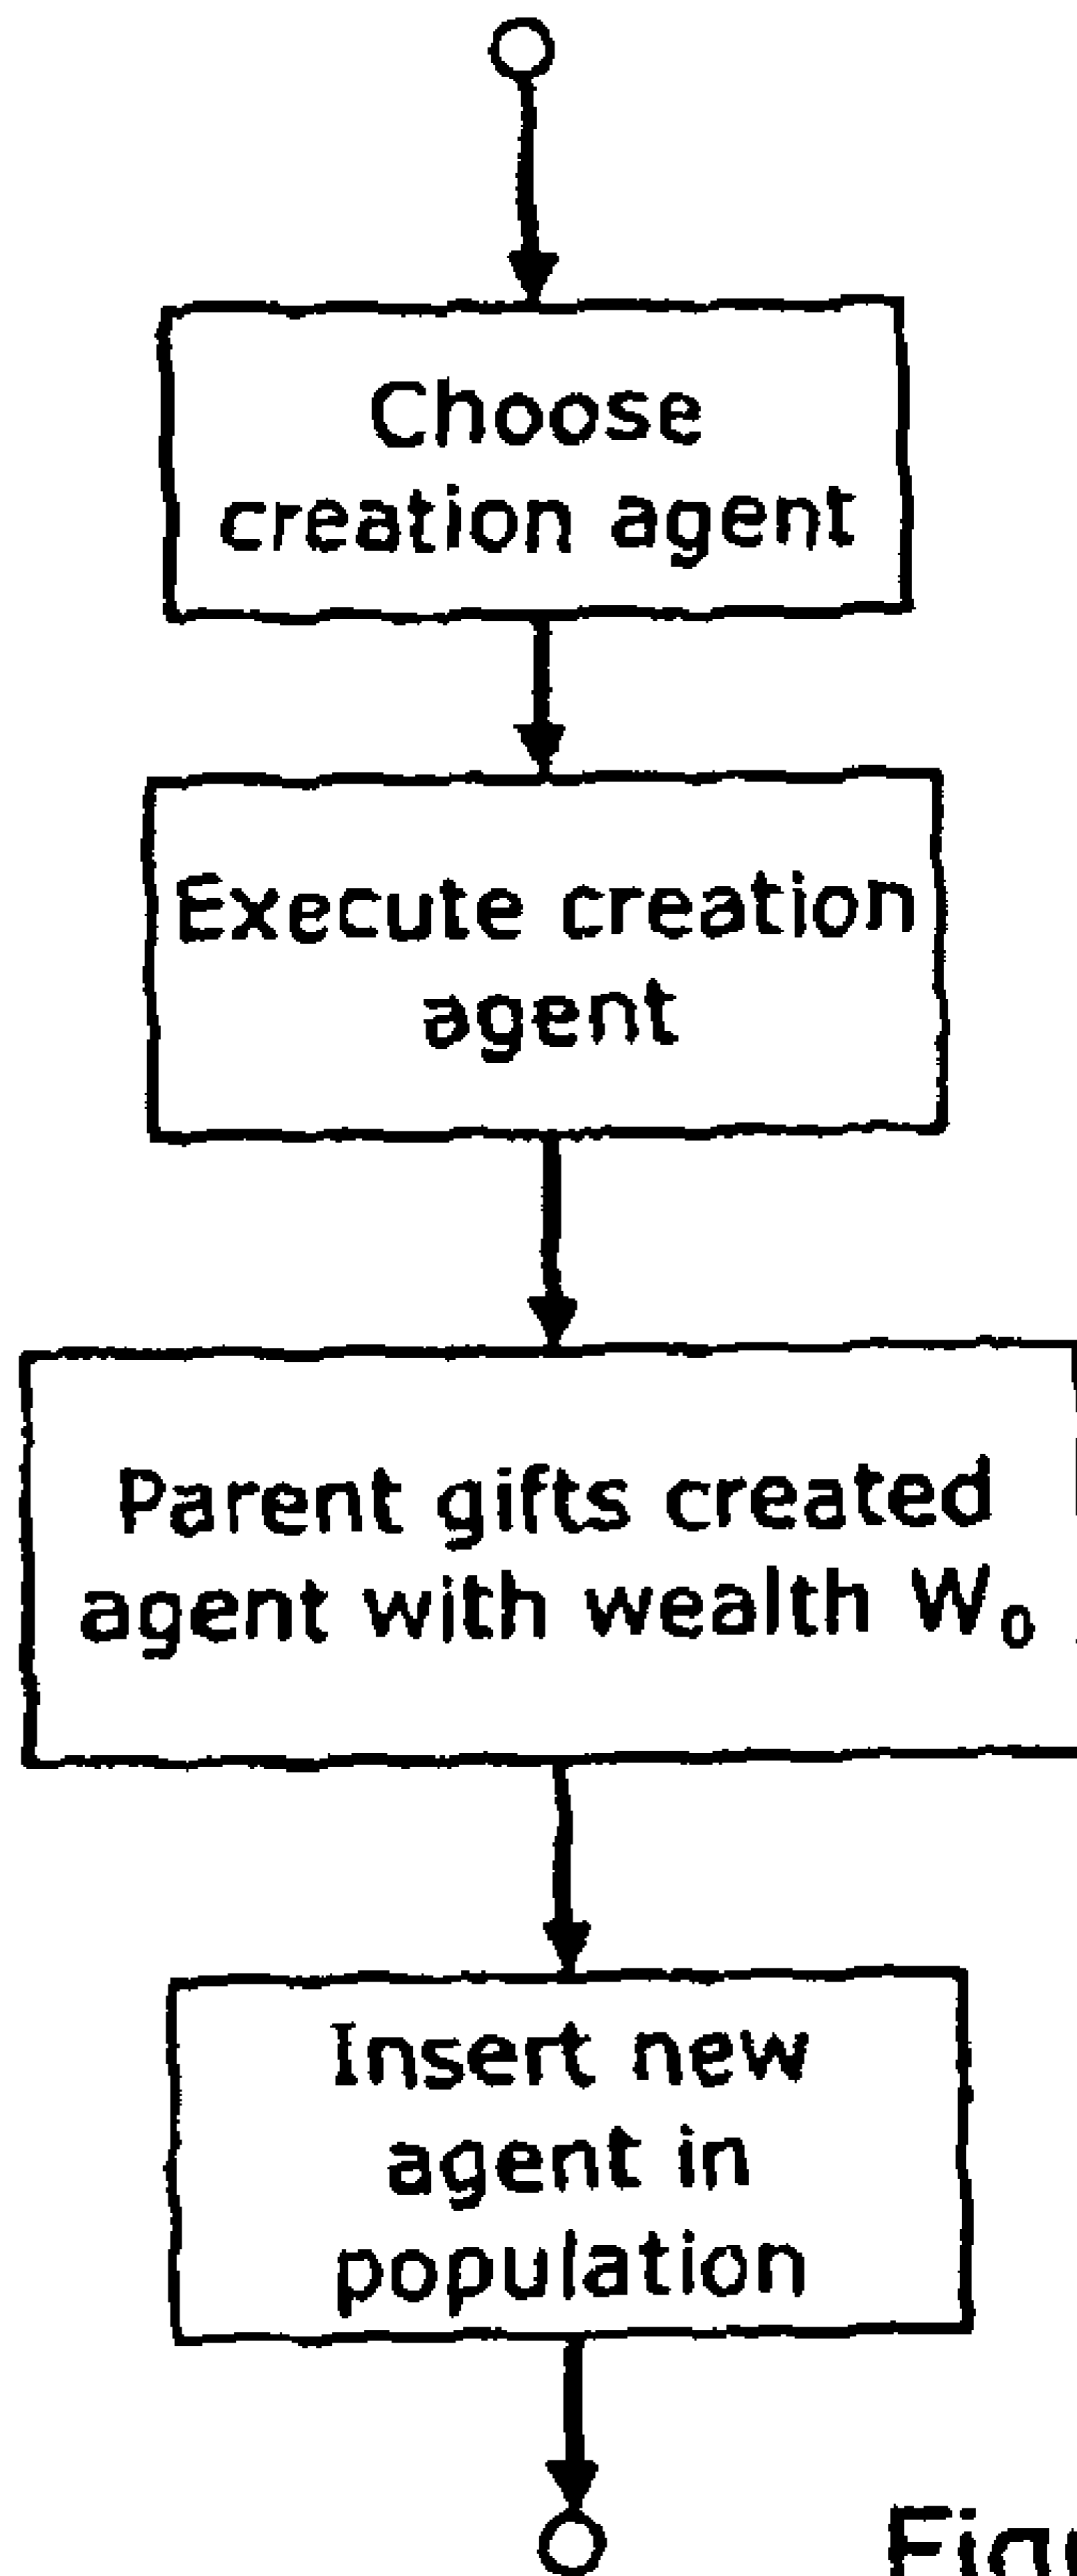 Choose
creation agent
Execute creation
agent
Parent gifts created
agent with wealth W₀
Insert new
agent in
population